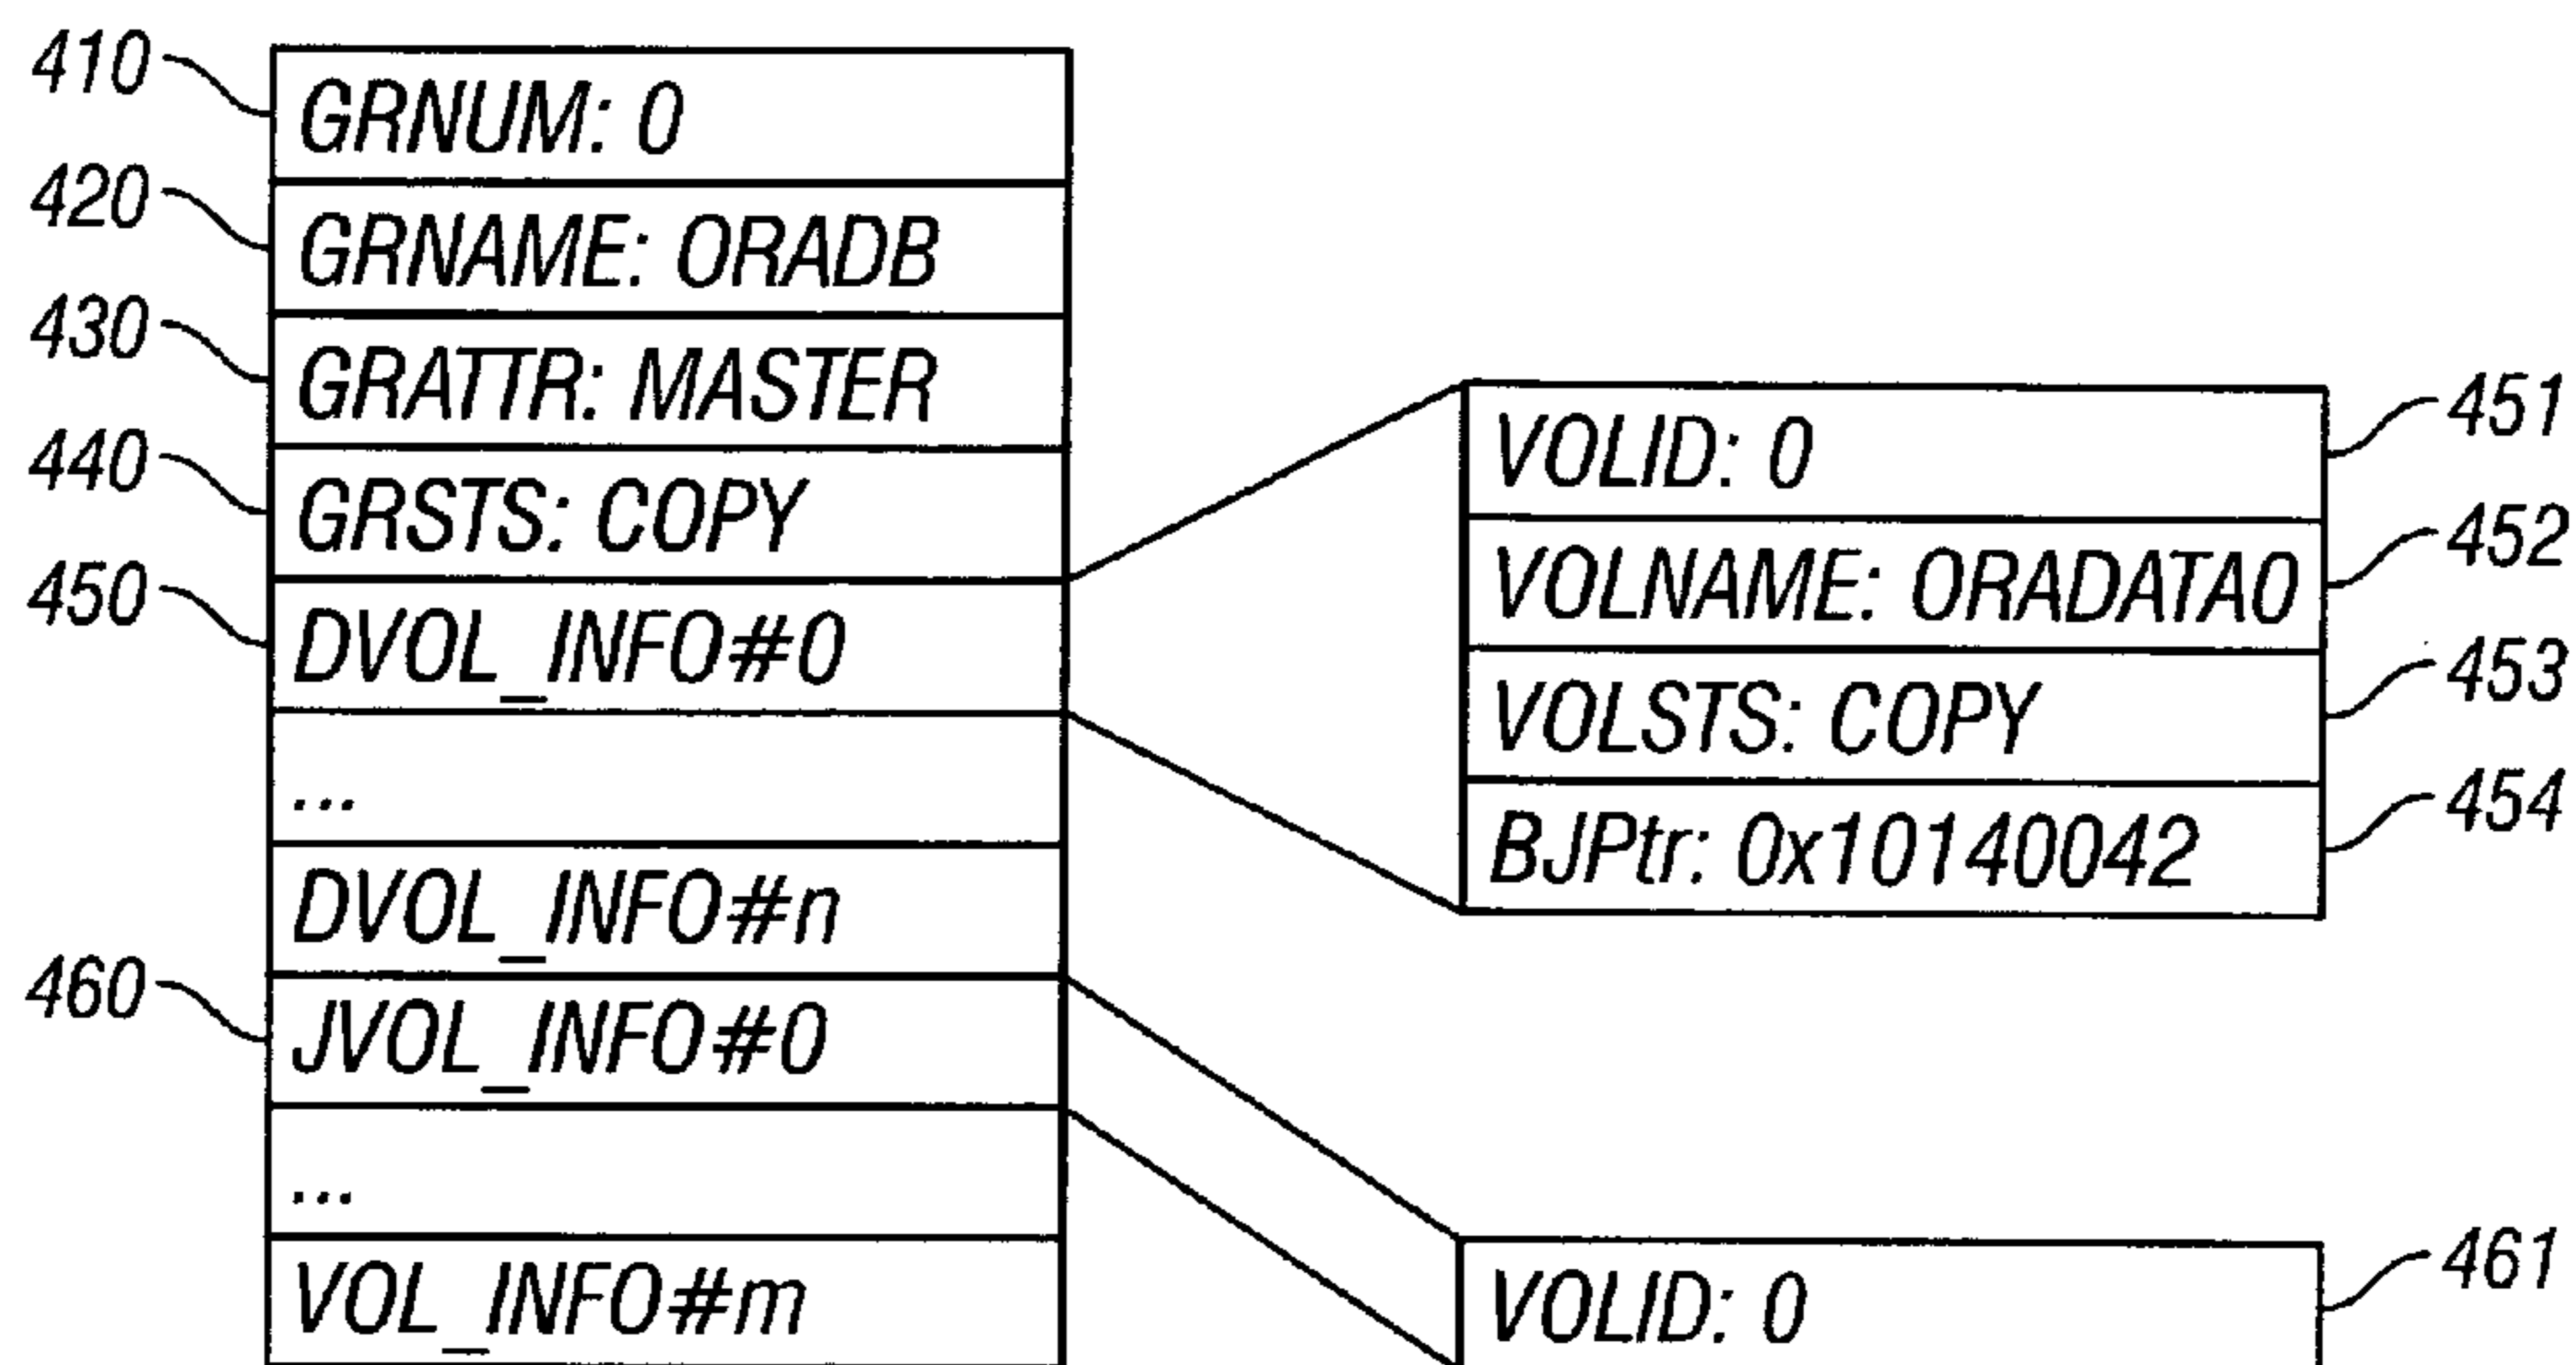 410
GRNUM: 0
420
GRNAME: ORADB
430
GRATTR: MASTER
440
GRSTS: COPY
450
DVOL_INFO#0
...
DVOL_INFO#n
460
JVOL_INFO#0
...
VOL_INFO#m
VOLID: 0
451
VOLNAME: ORADATA0
452
VOLSTS: COPY
453
BJPtr: 0x10140042
454
VOLID: 0
461